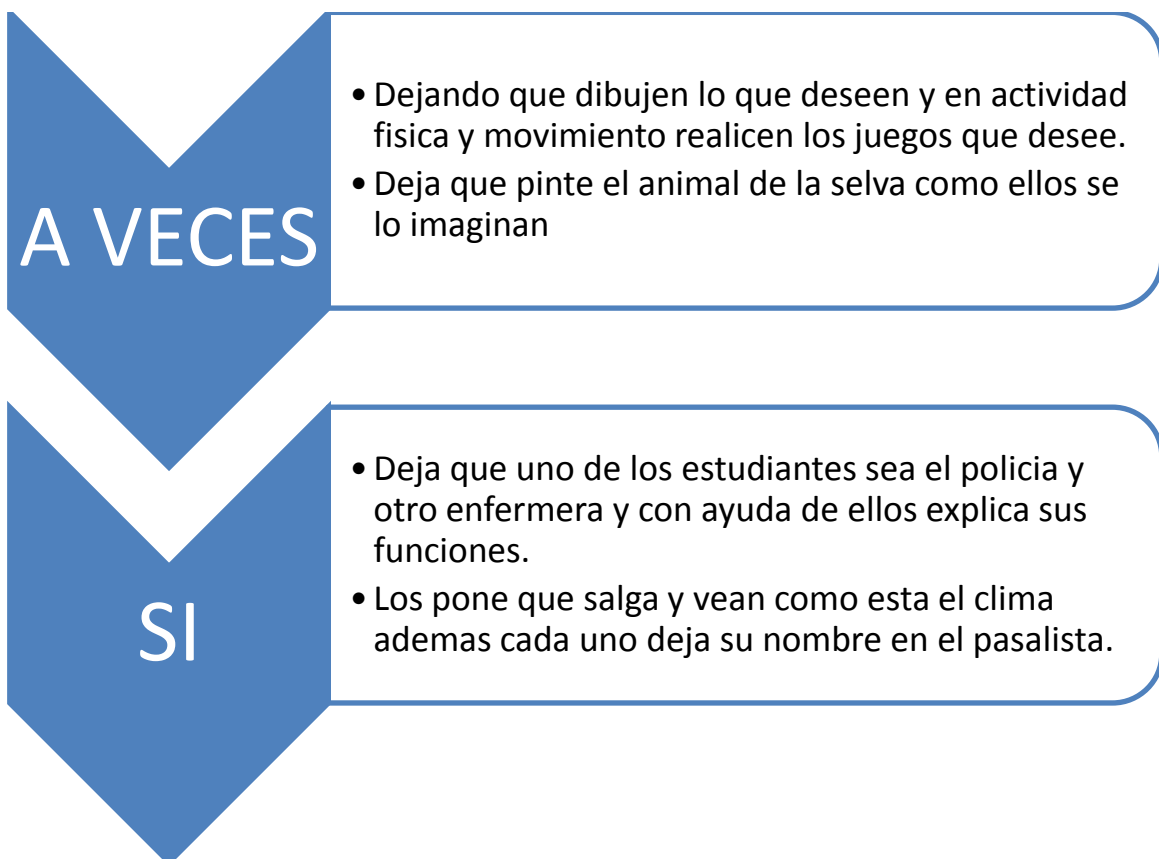 A VECES
• Dejando que dibujen lo que deseen y en actividad
fisica y movimiento realicen los juegos que desee.
• Deja que pinte el animal de la selva como ellos se
lo imaginan
SI
• Deja que uno de los estudiantes sea el policia y
otro enfermera y con ayuda de ellos explica sus
funciones.
• Los pone que salga y vean como esta el clima
ademas cada uno deja su nombre en el pasalista.